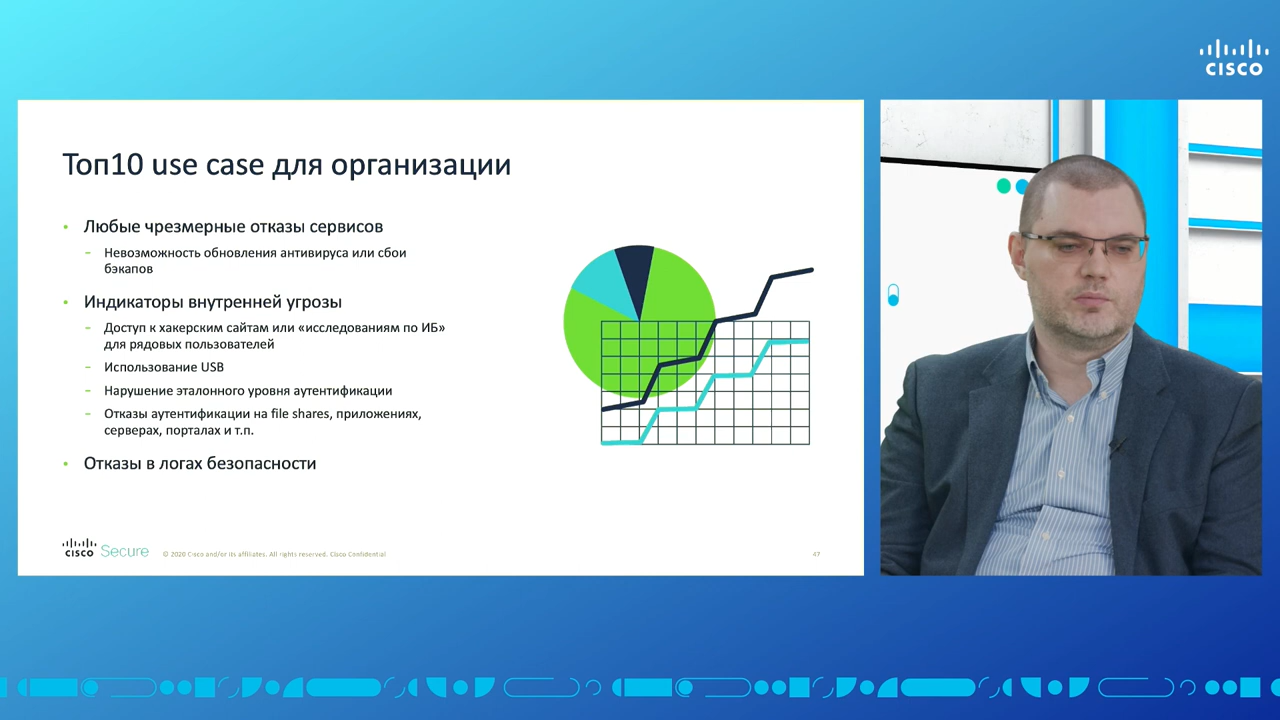 CISCO
Топ10 use case для организации
• Любые чрезмерные отказы сервисов
– Невозможность обновления антивируса или сбои
бэкапов
• Индикаторы внутренней угрозы
– Доступ к хакерским сайтам или «исследованиям по ИБ»
для рядовых пользователей
– Использование USB
– Нарушение эталонного уровня аутентификации
– Отказы аутентификации на file shares, приложениях,
серверах, порталах и т.п.
• Отказы в логах безопасности
CISCO Secure © 2020 Cisco and/or its affiliates. All rights reserved. Cisco Confidential 47